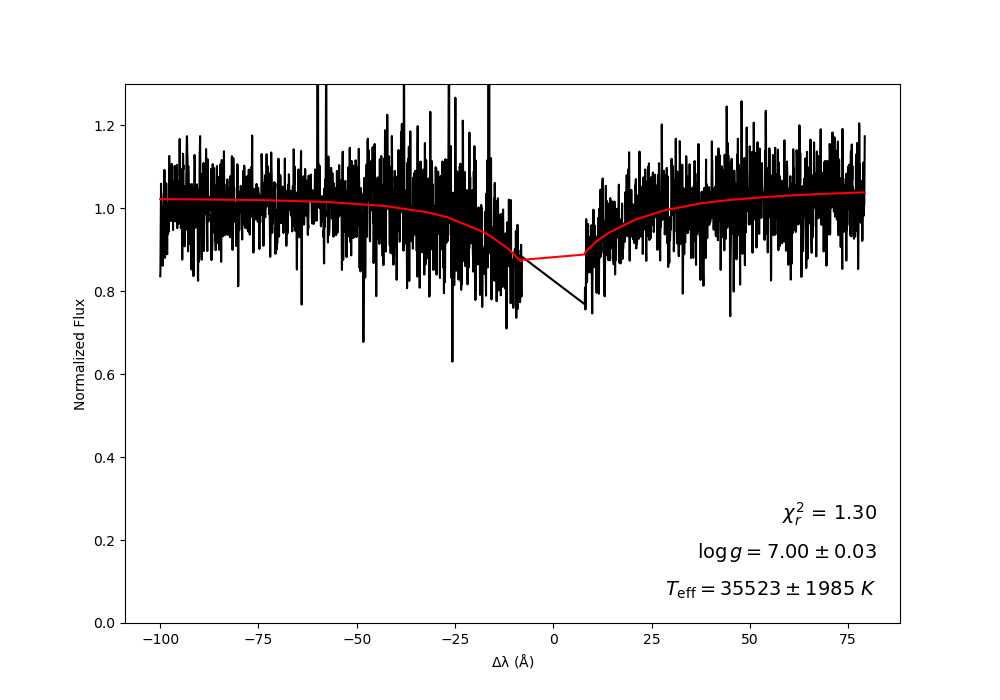 1.2
1.0
0.8
0.6
0.4
0.2
0.0
Normalized Flux
χ²ᵣ = 1.30
log g = 7.00 ± 0.03
T_eff = 35523 ± 1985 K
−100 −75 −50 −25 0 25 50 75
Δλ (Å)